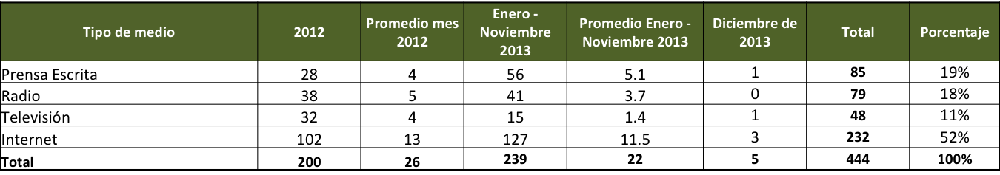 Tipo de medio 2012 Promedio mes 2012 Enero - Noviembre 2013 Promedio Enero - Noviembre 2013 Diciembre de 2013 Total Porcentaje
Prensa Escrita 28 4 56 5.1 1 85 19%
Radio 38 5 41 3.7 0 79 18%
Televisión 32 4 15 1.4 1 48 11%
Internet 102 13 127 11.5 3 232 52%
Total 200 26 239 22 5 444 100%